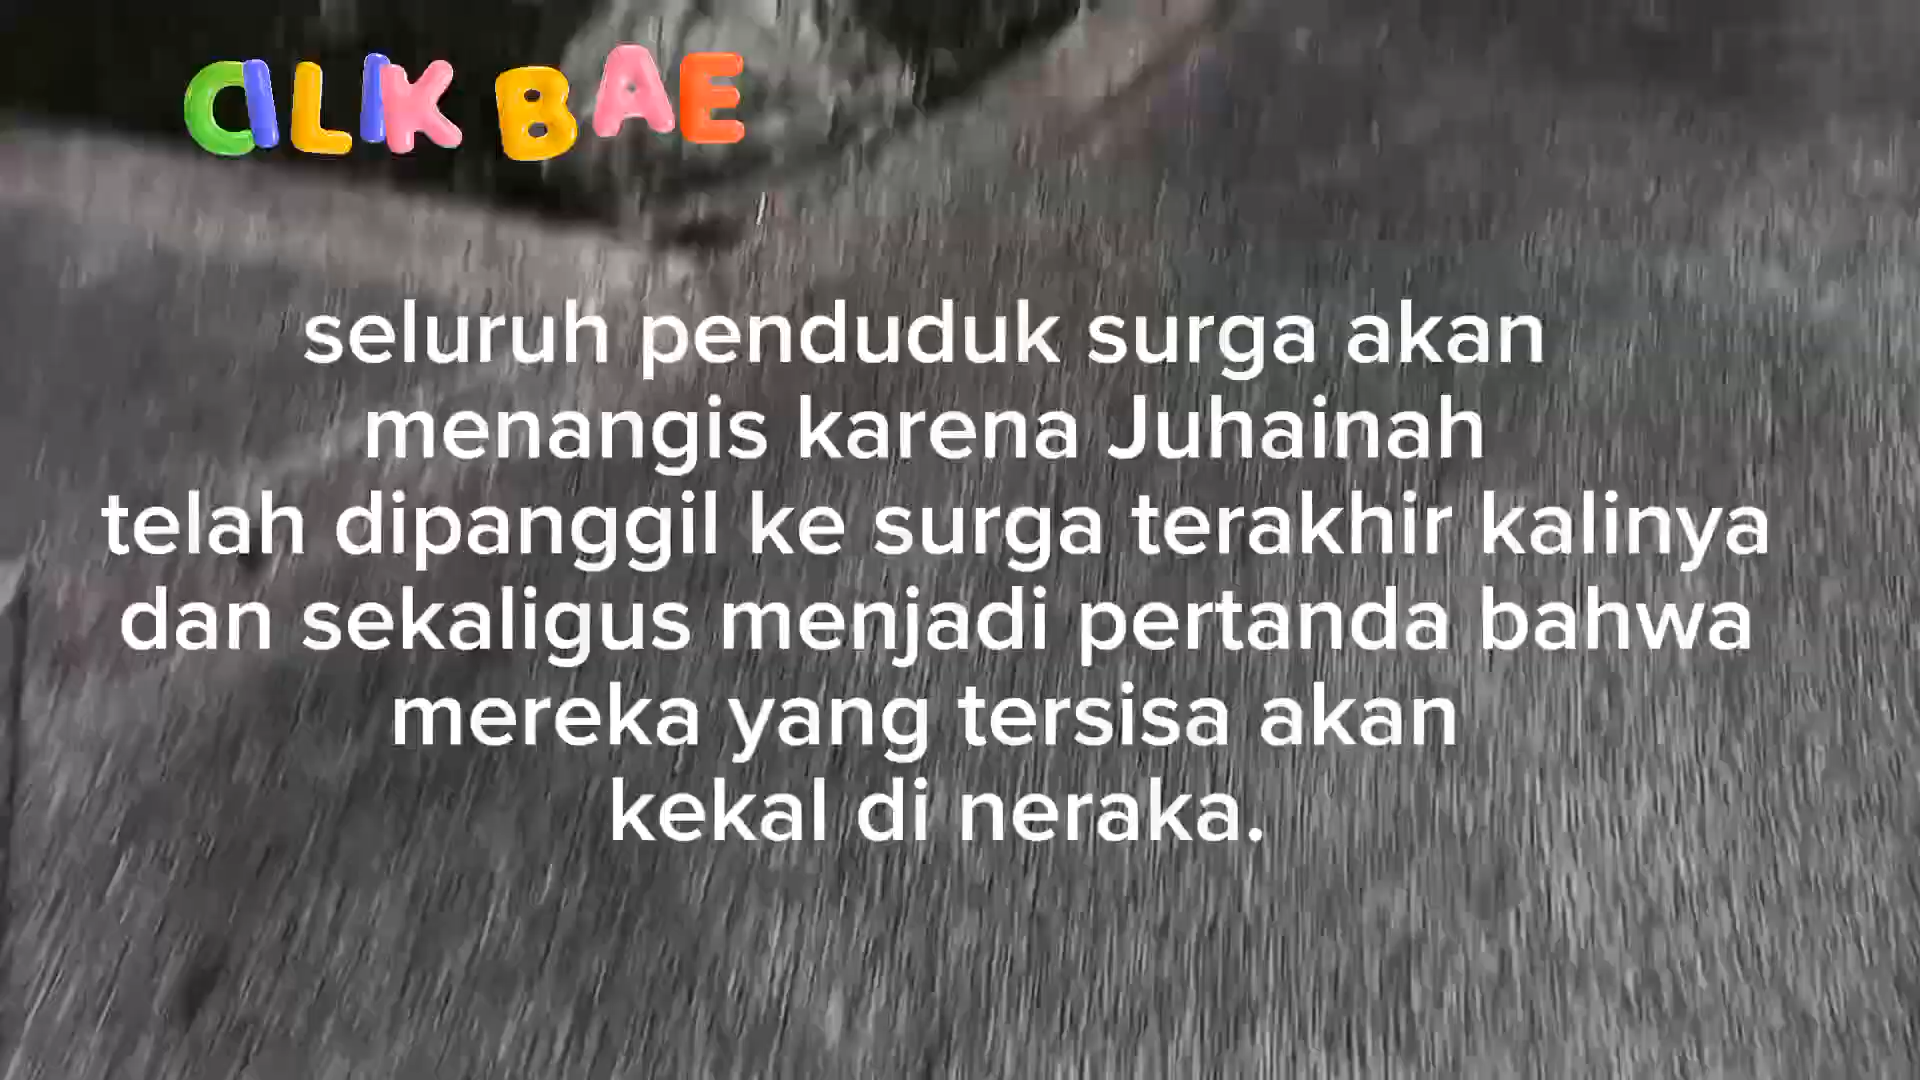 CILIK BAE
seluruh penduduk surga akan
menangis karena Juhainah
telah dipanggil ke surga terakhir kalinya
dan sekaligus menjadi pertanda bahwa
mereka yang tersisa akan
kekal di neraka.